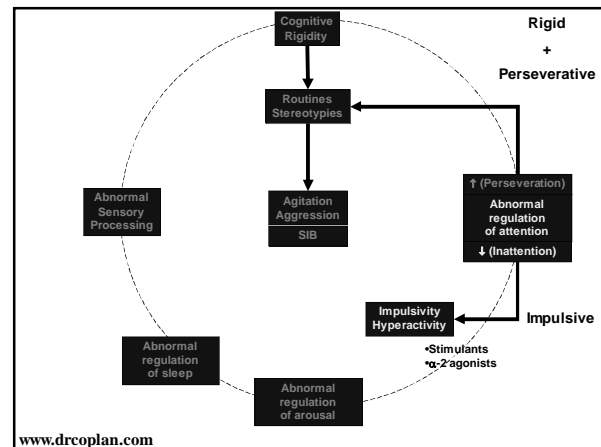 Cognitive
Rigidity
Rigid
+
Perseverative
Routines
Stereotypies
Abnormal
Sensory
Processing
Agitation
Aggression
SIB
↑ (Perseveration)
Abnormal
regulation
of attention
↓ (Inattention)
Impulsivity
Hyperactivity
Impulsive
•Stimulants
•α-2 agonists
Abnormal
regulation
of sleep
Abnormal
regulation
of arousal
www.drcoplan.com